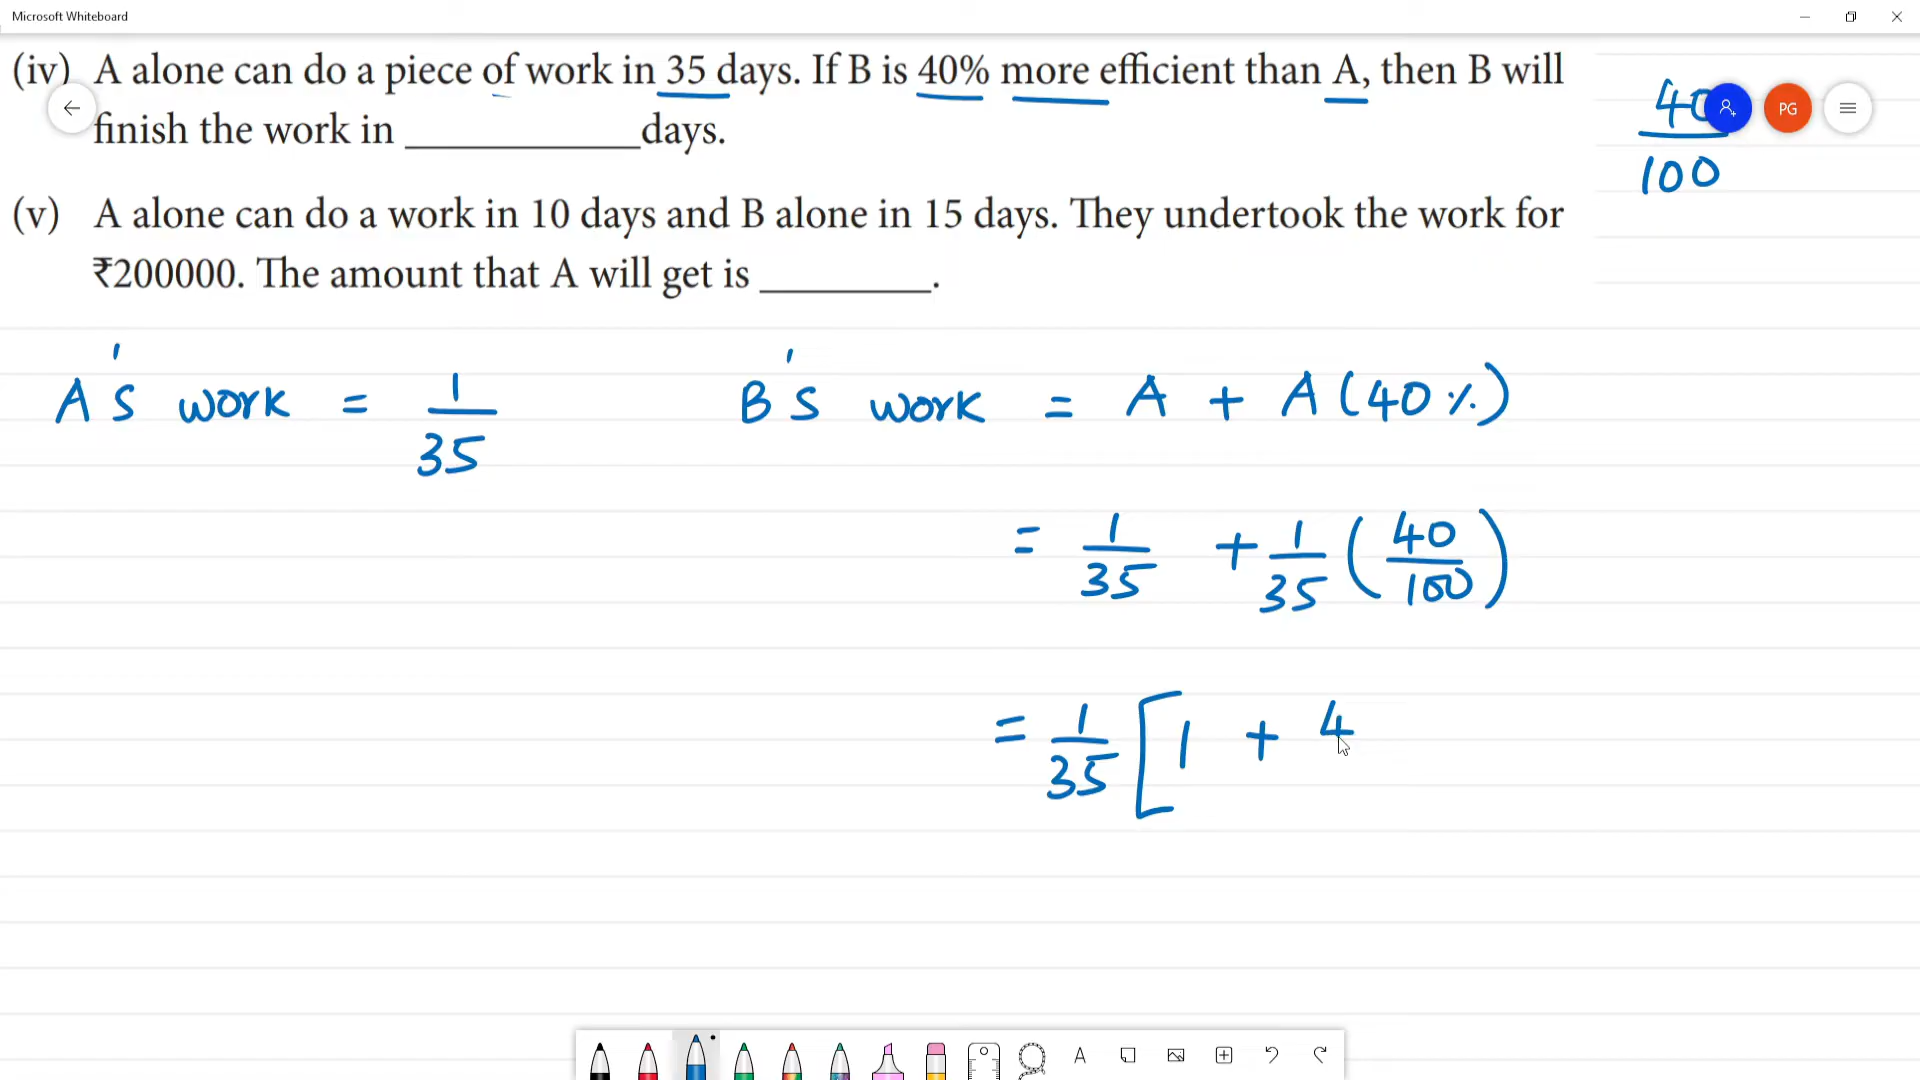 Microsoft Whiteboard
(iv) A alone can do a piece of work in 35 days. If B is 40% more efficient than A, then B will
finish the work in ___________days.
40
100
PG
(v) A alone can do a work in 10 days and B alone in 15 days. They undertook the work for
₹200000. The amount that A will get is ________.
A's work = 1/35
B's work = A + A(40%)
= 1/35 + 1/35 (40/100)
= 1/35 [1 + 4
A